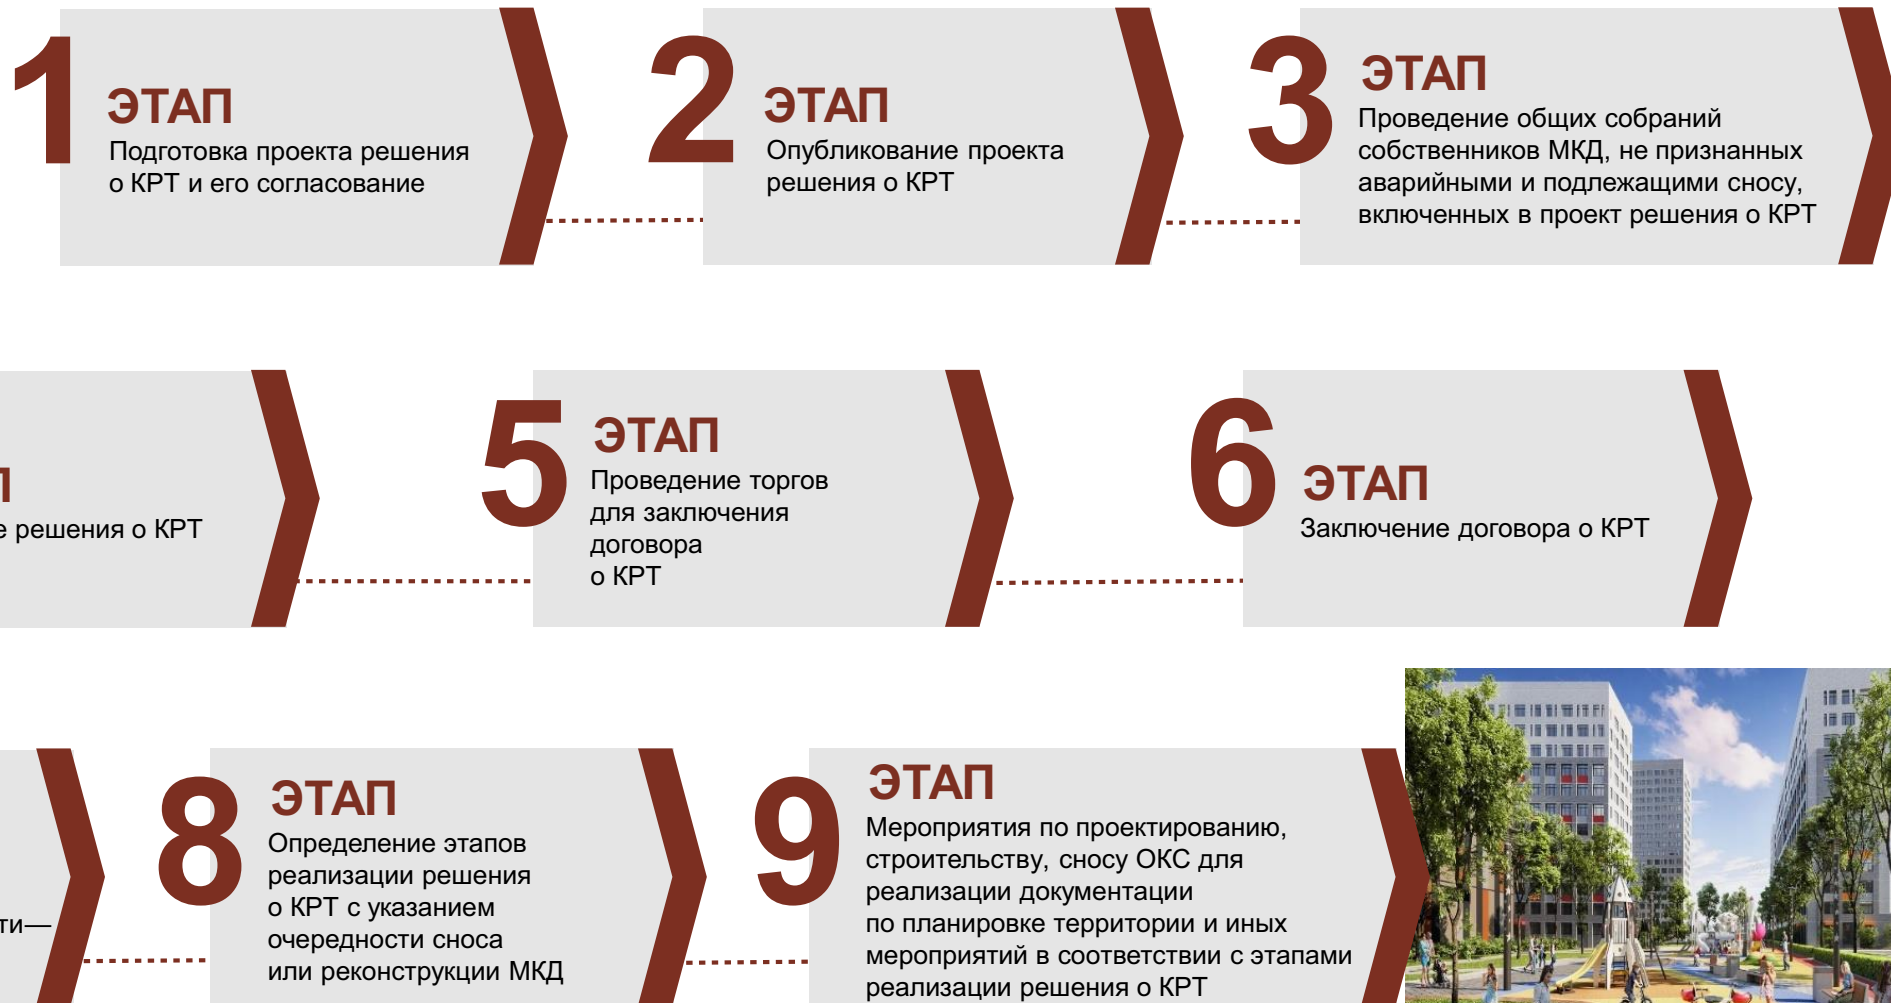 1
ЭТАП
Подготовка проекта решения
о КРТ и его согласование
2
ЭТАП
Опубликование проекта
решения о КРТ
3
ЭТАП
Проведение общих собраний
собственников МКД, не признанных
аварийными и подлежащими сносу,
включенных в проект решения о КРТ
П
е решения о КРТ
5
ЭТАП
Проведение торгов
для заключения
договора
о КРТ
6
ЭТАП
Заключение договора о КРТ
ти—
8
ЭТАП
Определение этапов
реализации решения
о КРТ с указанием
очередности сноса
или реконструкции МКД
9
ЭТАП
Мероприятия по проектированию,
строительству, сносу ОКС для
реализации документации
по планировке территории и иных
мероприятий в соответствии с этапами
реализации решения о КРТ